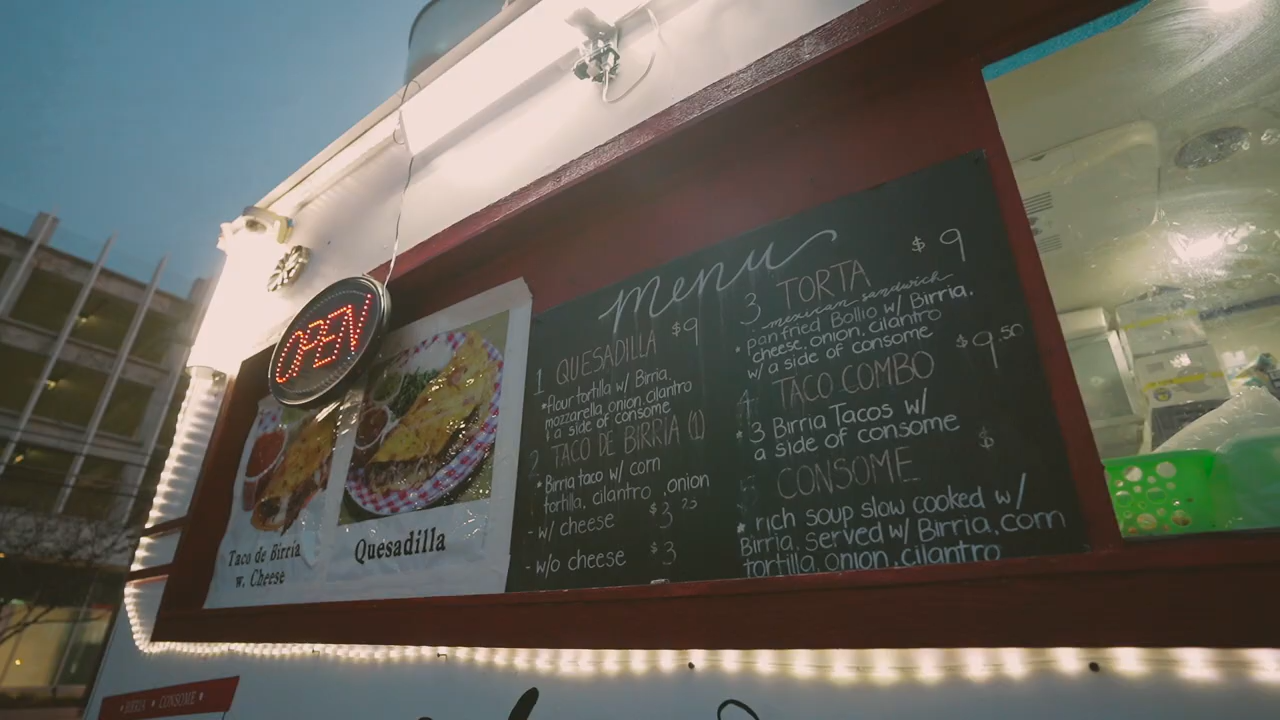 OPEN
Taco de Birria
w. Cheese
Quesadilla
Menu
1 QUESADILLA $9
*flour tortilla w/ Birria,
mozzarella, onion, cilantro
& a side of consome
2 TACO DE BIRRIA (1)
* Birria taco w/ corn
tortilla, cilantro, onion
- w/ cheese $3.25
- w/o cheese $3
3 TORTA $9
- mexican sandwich
* pan fried Bolio w/ Birria,
cheese, onion, cilantro
w/ a side of consome
4 TACO COMBO $9.50
* 3 Birria Tacos w/
a side of consome
5 CONSOME $
* rich soup slow cooked w/
Birria, served w/ Birria, corn
tortilla, onion, cilantro
• BIRRIA • CONSOME •